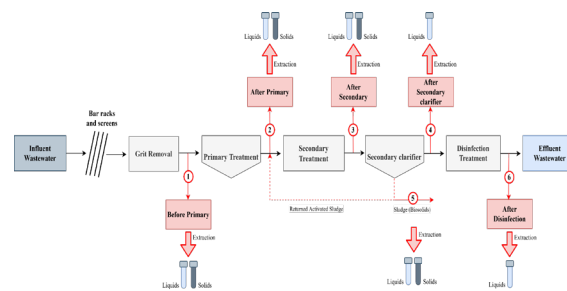 Liquids
Solids
Liquids
Solids
Liquids
Extraction
Extraction
Extraction
After Primary
After
Secondary
After
Secondary
clarifier
Bar racks
and screens
2
3
4
Influent
Wastewater
Grit Removal
Primary Treatment
Secondary
Treatment
Secondary clarifier
Disinfection
Treatment
Effluent
Wastewater
1
5
6
Returned Activated Sludge
Sludge (Biosolids)
Before Primary
After
Disinfection
Extraction
Extraction
Extraction
Liquids
Solids
Liquids
Solids
Liquids